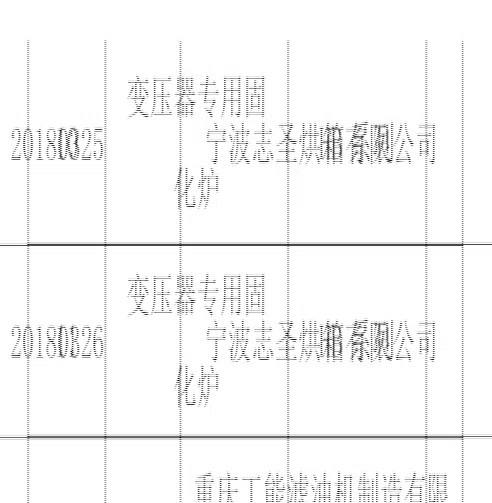 变压器专用固
20180325 宁波志圣烘箱有限公司
化炉
变压器专用固
20180326 宁波志圣烘箱有限公司
化炉
重庆工能滤油机制造有限